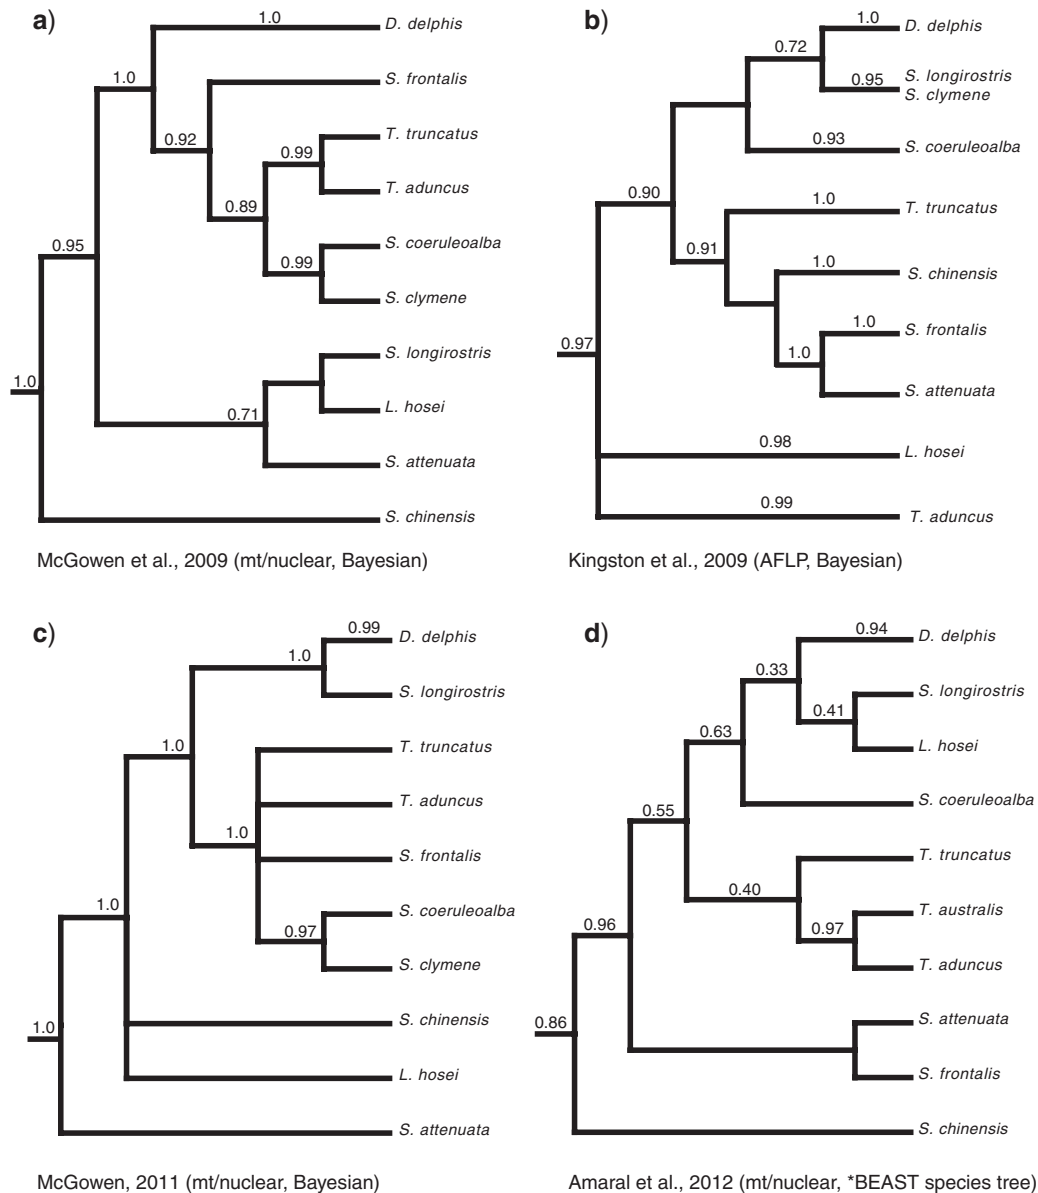 a)
1.0
D. delphis
1.0
S. frontalis
0.92
T. truncatus
0.99
T. aduncus
0.89
S. coeruleoalba
0.95
0.99
S. clymene
S. longirostris
1.0
L. hosei
0.71
S. attenuata
S. chinensis
McGowen et al., 2009 (mt/nuclear, Bayesian)
b)
1.0
D. delphis
0.72
S. longirostris
0.95
S. clymene
0.93
S. coeruleoalba
0.90
1.0
T. truncatus
0.91
1.0
S. chinensis
1.0
S. frontalis
0.97
1.0
S. attenuata
0.98
L. hosei
0.99
T. aduncus
Kingston et al., 2009 (AFLP, Bayesian)
c)
0.99
D. delphis
1.0
S. longirostris
1.0
T. truncatus
T. aduncus
1.0
S. frontalis
1.0
S. coeruleoalba
0.97
S. clymene
1.0
S. chinensis
L. hosei
S. attenuata
McGowen, 2011 (mt/nuclear, Bayesian)
d)
0.94
D. delphis
0.33
S. longirostris
0.41
L. hosei
0.63
S. coeruleoalba
0.55
T. truncatus
0.40
T. australis
0.96
0.97
T. aduncus
0.86
S. attenuata
S. frontalis
S. chinensis
Amaral et al., 2012 (mt/nuclear, *BEAST species tree)